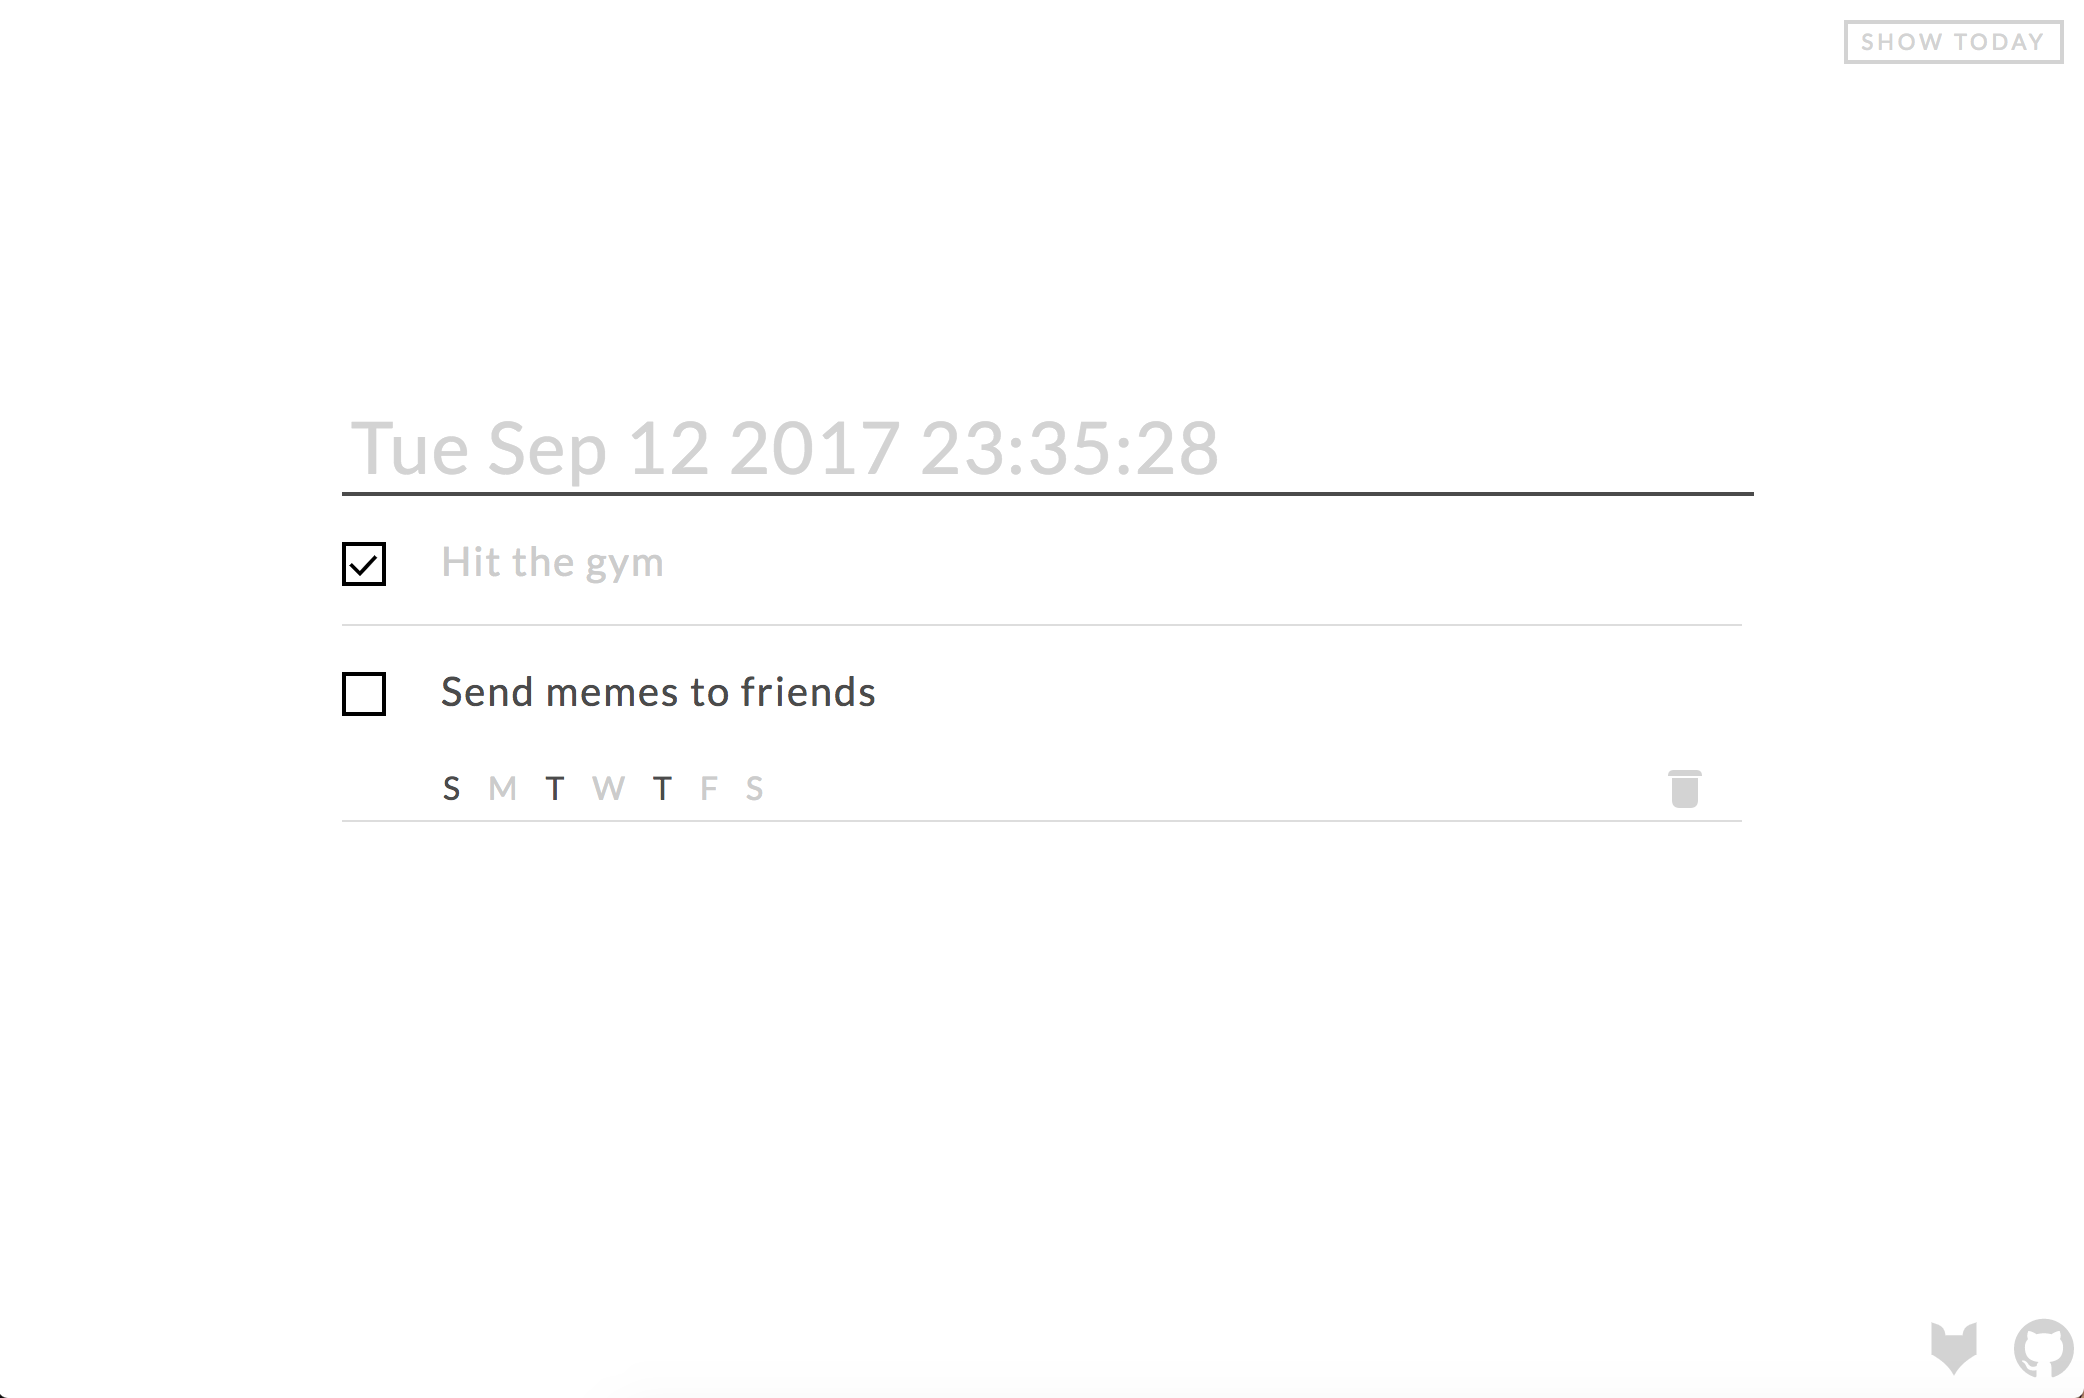 SHOW TODAY
Tue Sep 12 2017 23:35:28
Hit the gym
Send memes to friends
S M T W T F S